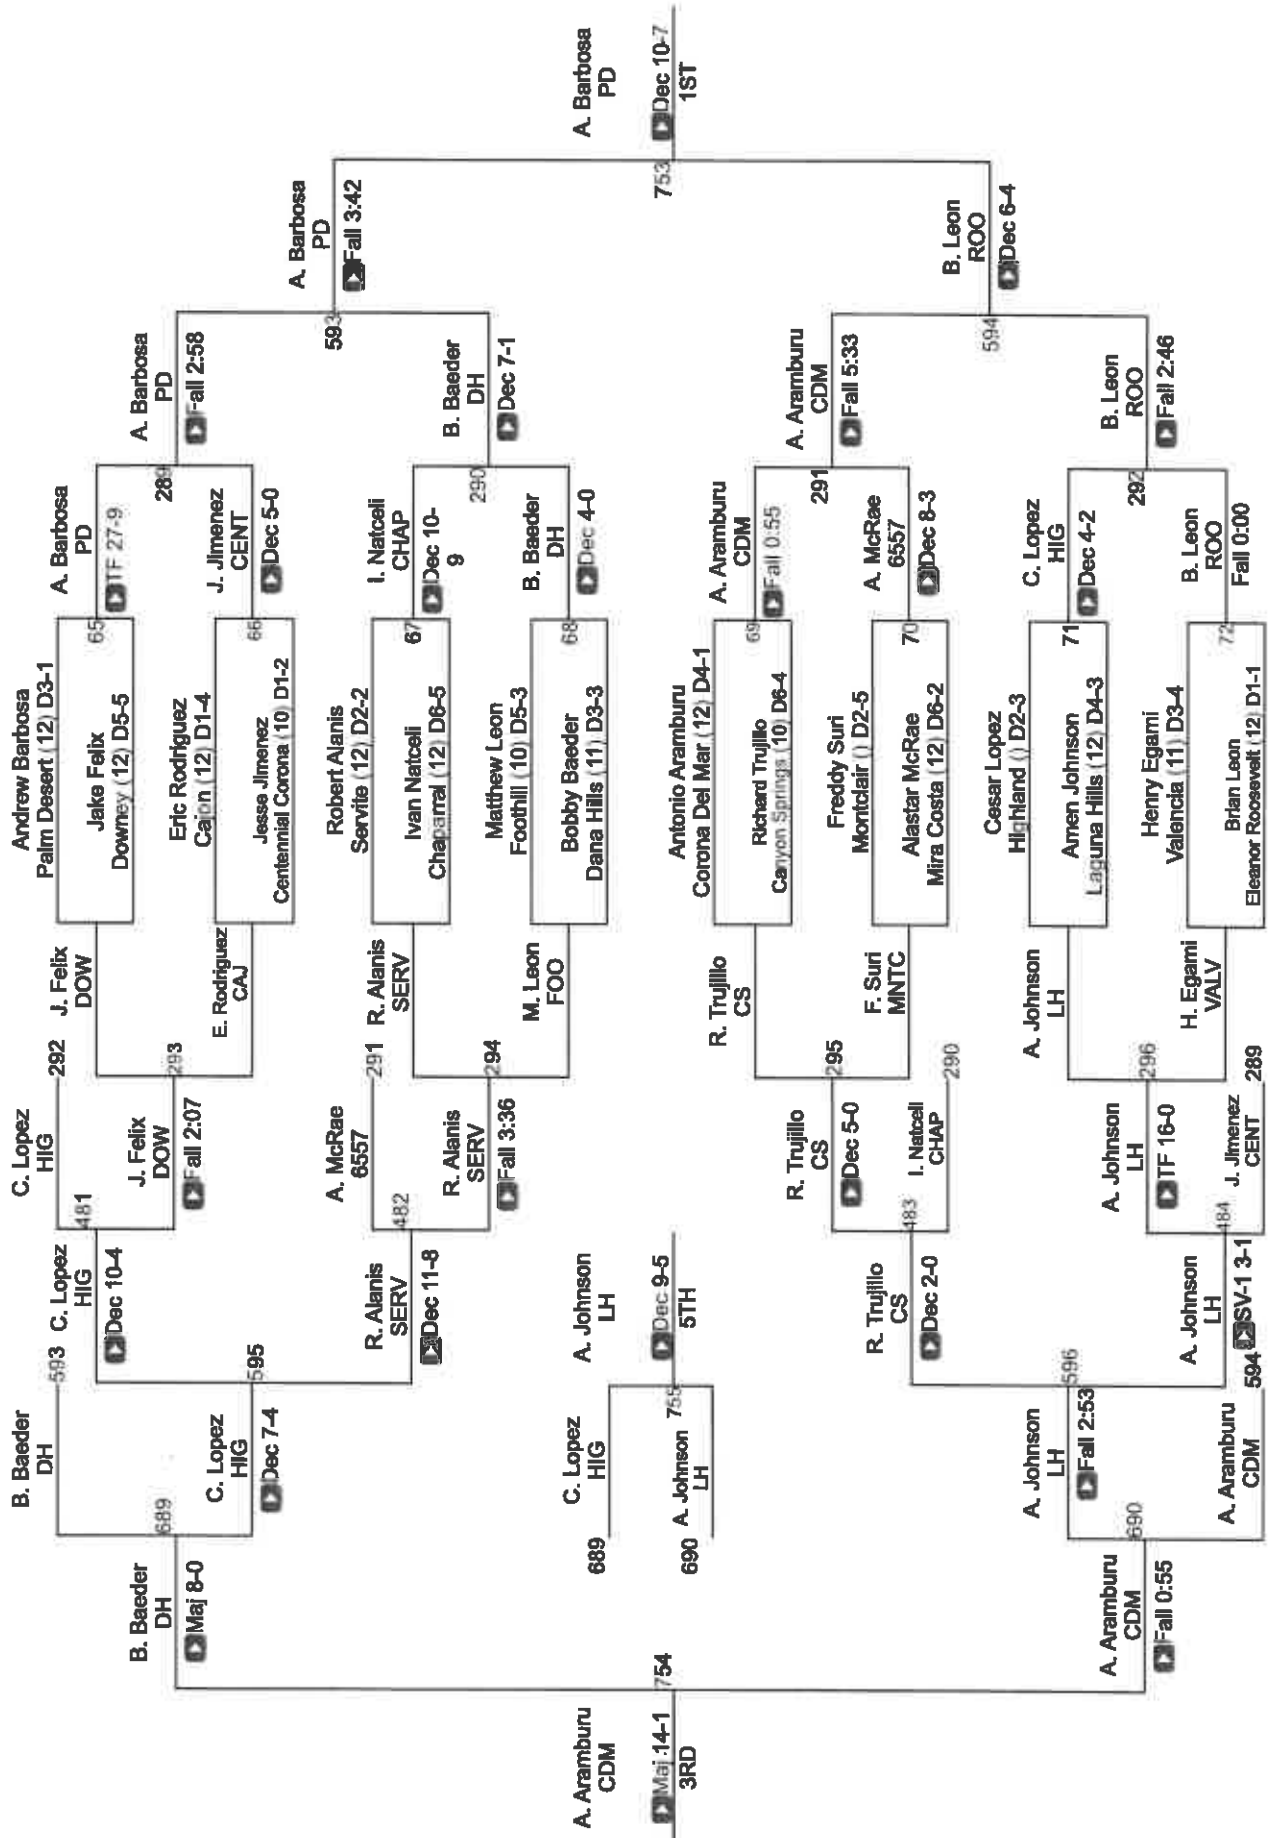 Andrew Barbosa
Palm Desert (12) D3-1
65
Jake Felix
Downey (12) D5-5
Eric Rodriguez
Cajon (12) D1-4
66
Jesse Jimenez
Centennial Corona (10) D1-2
Robert Alanis
Servite (12) D2-2
67
Ivan Natceli
Chaparral (12) D6-5
Matthew Leon
Foothill (10) D5-3
68
Bobby Baeder
Dana Hills (11) D3-3
Antonio Aramburu
Corona Del Mar (12) D4-1
69
Richard Trujillo
Canyon Springs (10) D6-4
Freddy Suri
Montclair () D2-5
70
Alastar McRae
Mira Costa (12) D6-2
Cesar Lopez
Highland () D2-3
71
Amen Johnson
Laguna Hills (12) D4-3
Henry Egami
Valencia (11) D3-4
72
Brian Leon
Eleanor Roosevelt (12) D1-1
A. Barbosa
PD
TF 27-9
289
J. Jimenez
CENT
Dec 5-0
I. Natceli
CHAP
Dec 10-
9
290
B. Baeder
DH
Dec 4-0
A. Aramburu
CDM
Fall 0:55
291
A. McRae
6557
Dec 8-3
C. Lopez
HIG
Dec 4-2
292
B. Leon
ROO
Fall 0:00
A. Barbosa
PD
Fall 2:58
593
B. Baeder
DH
Dec 7-1
A. Aramburu
CDM
Fall 5:33
594
B. Leon
ROO
Fall 2:46
A. Barbosa
PD
Fall 3:42
753
B. Leon
ROO
Dec 6-4
A. Barbosa
PD
Dec 10-7
1ST
J. Felix
DOW
293
E. Rodriguez
CAJ
R. Alanis
SERV
294
M. Leon
FOO
R. Trujillo
CS
295
F. Suri
MNTC
A. Johnson
LH
296
H. Egami
VALV
C. Lopez
HIG
292
481
J. Felix
DOW
Fall 2:07
A. McRae
6557
291
482
R. Alanis
SERV
Fall 3:36
R. Trujillo
CS
Dec 5-0
483
I. Natceli
CHAP
290
A. Johnson
LH
TF 16-0
484
J. Jimenez
CENT
289
C. Lopez
HIG
Dec 10-4
595
R. Alanis
SERV
Dec 11-8
R. Trujillo
CS
Dec 2-0
596
A. Johnson
LH
SV-1 3-1
B. Baeder
DH
593
689
C. Lopez
HIG
Dec 7-4
A. Johnson
LH
Fall 2:53
690
A. Aramburu
CDM
594
B. Baeder
DH
Maj 8-0
754
A. Aramburu
CDM
Fall 0:55
A. Aramburu
CDM
Maj 14-1
3RD
689
C. Lopez
HIG
755
690
A. Johnson
LH
A. Johnson
LH
Dec 9-5
5TH